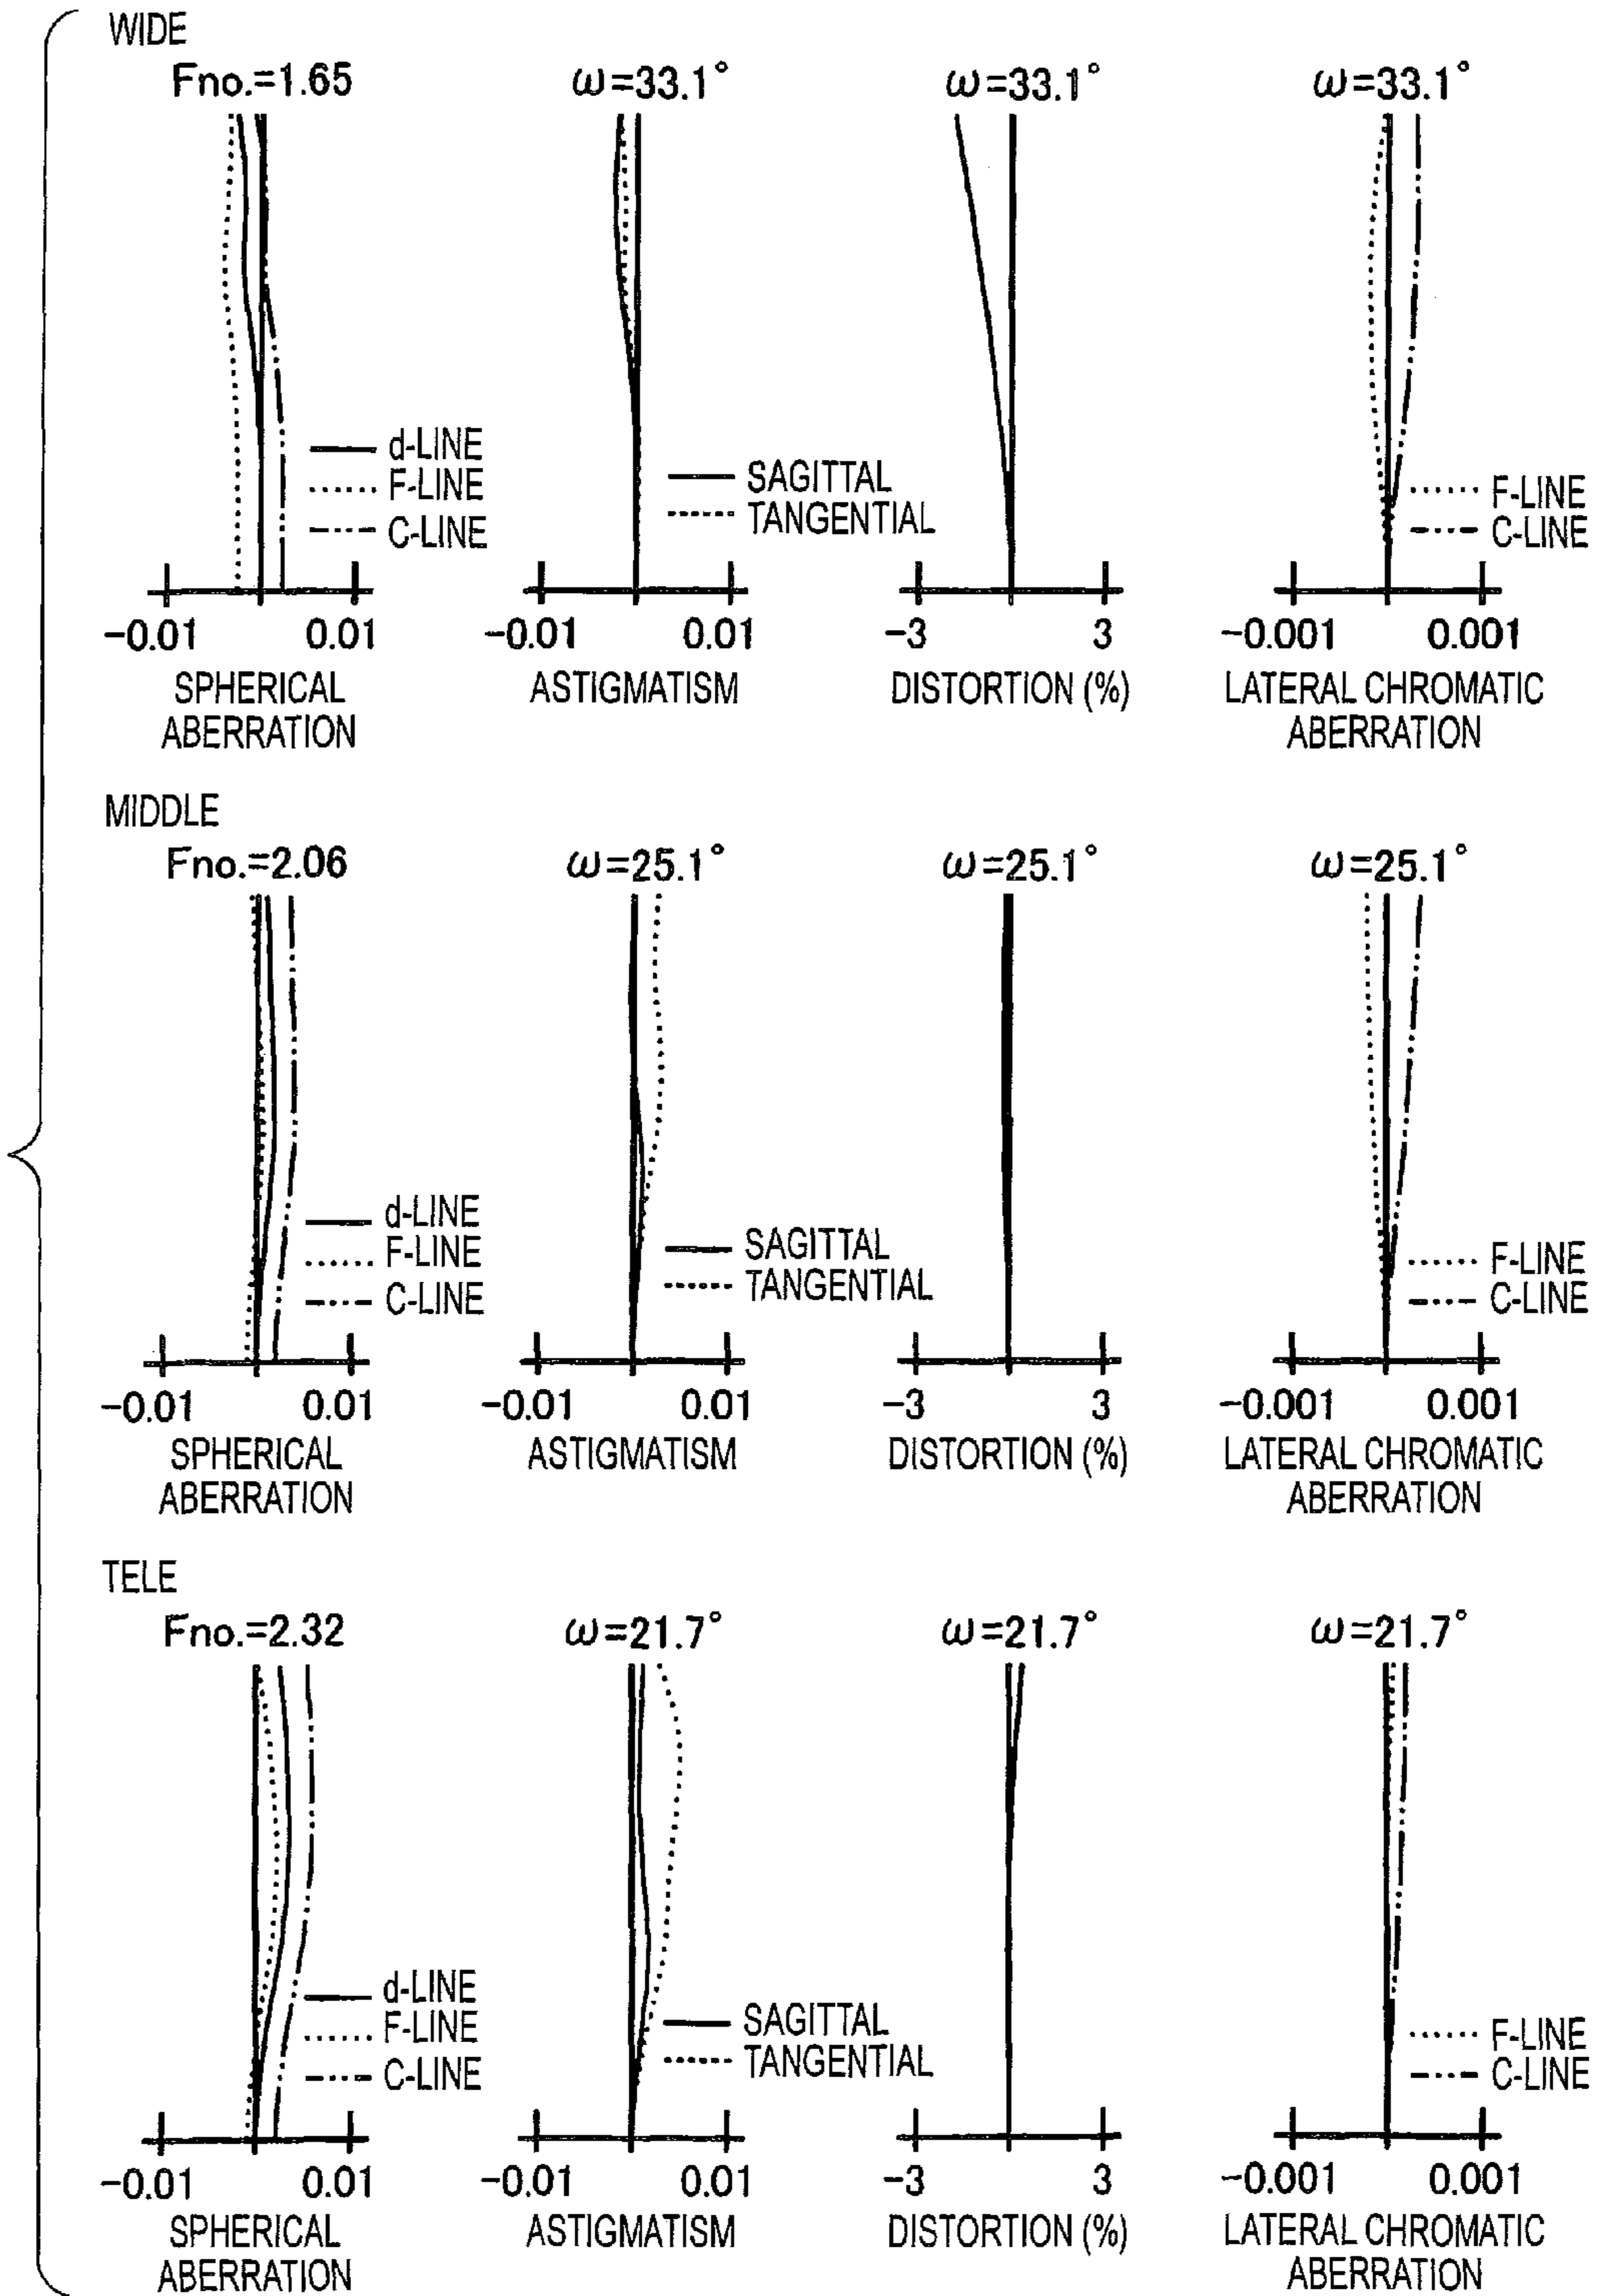 WIDE
Fno.=1.65
ω=33.1°
ω=33.1°
ω=33.1°
d-LINE
F-LINE
C-LINE
SAGITTAL
TANGENTIAL
F-LINE
C-LINE
−0.01 0.01
−0.01 0.01
−3 3
−0.001 0.001
SPHERICAL
ABERRATION
ASTIGMATISM
DISTORTION (%)
LATERAL CHROMATIC
ABERRATION
MIDDLE
Fno.=2.06
ω=25.1°
ω=25.1°
ω=25.1°
d-LINE
F-LINE
C-LINE
SAGITTAL
TANGENTIAL
F-LINE
C-LINE
−0.01 0.01
−0.01 0.01
−3 3
−0.001 0.001
SPHERICAL
ABERRATION
ASTIGMATISM
DISTORTION (%)
LATERAL CHROMATIC
ABERRATION
TELE
Fno.=2.32
ω=21.7°
ω=21.7°
ω=21.7°
d-LINE
F-LINE
C-LINE
SAGITTAL
TANGENTIAL
F-LINE
C-LINE
−0.01 0.01
−0.01 0.01
−3 3
−0.001 0.001
SPHERICAL
ABERRATION
ASTIGMATISM
DISTORTION (%)
LATERAL CHROMATIC
ABERRATION